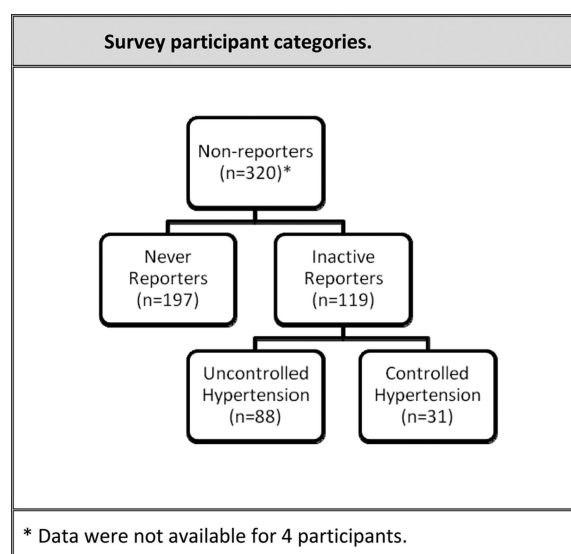 Survey participant categories.
Non-reporters
(n=320)*
Never
Reporters
(n=197)
Inactive
Reporters
(n=119)
Uncontrolled
Hypertension
(n=88)
Controlled
Hypertension
(n=31)
* Data were not available for 4 participants.